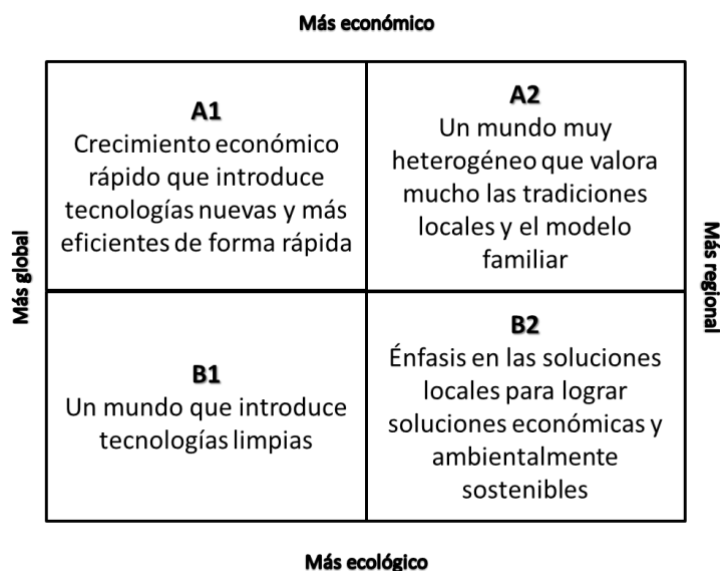 Más económico
A1
Crecimiento económico
rápido que introduce
tecnologías nuevas y más
eficientes de forma rápida
A2
Un mundo muy
heterogéneo que valora
mucho las tradiciones
locales y el modelo
familiar
Más global
Más regional
B1
Un mundo que introduce
tecnologías limpias
B2
Énfasis en las soluciones
locales para lograr
soluciones económicas y
ambientalmente
sostenibles
Más ecológico